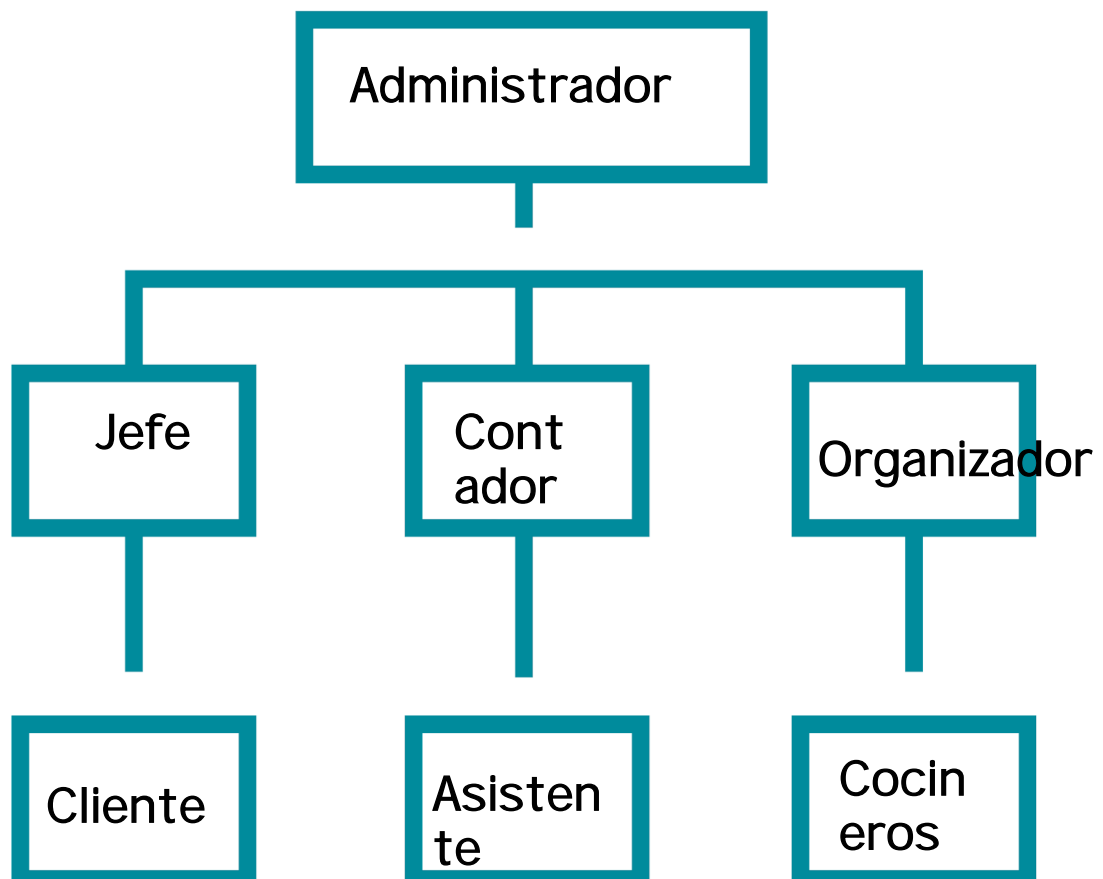 Administrador
Jefe
Cont
ador
Organizador
Cliente
Asisten
te
Cocin
eros